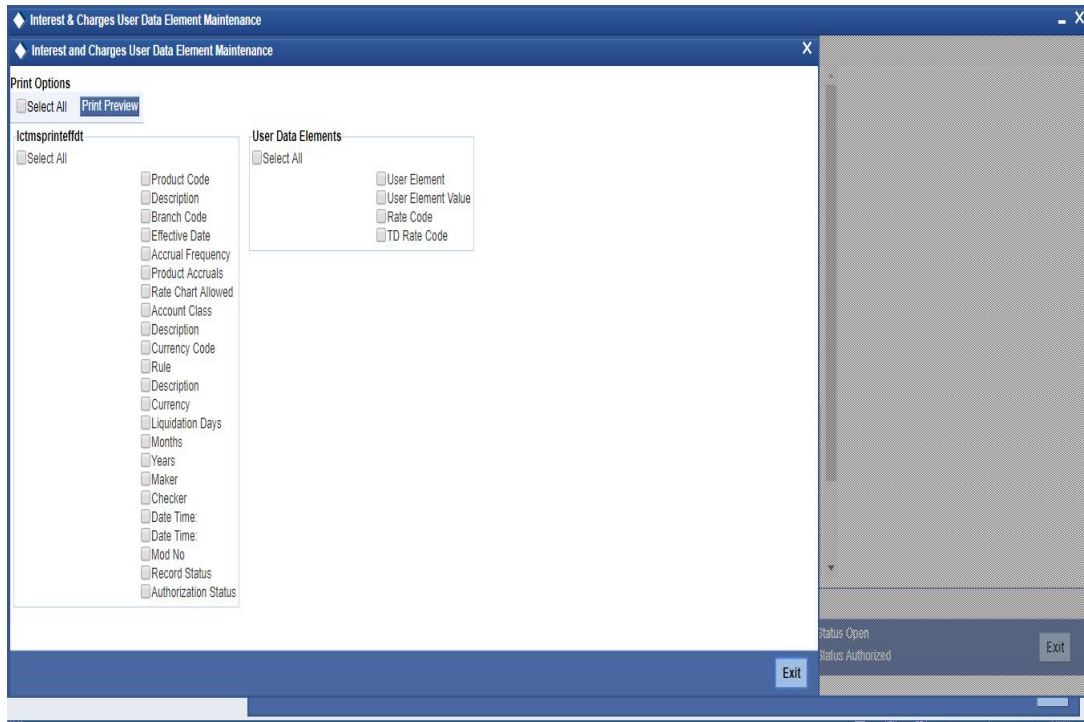 Interest & Charges User Data Element Maintenance
Interest and Charges User Data Element Maintenance X
Print Options
Select All Print Preview
Ictmsprinteffdt
Select All
Product Code
Description
Branch Code
Effective Date
Accrual Frequency
Product Accruals
Rate Chart Allowed
Account Class
Description
Currency Code
Rule
Description
Currency
Liquidation Days
Months
Years
Maker
Checker
Date Time:
Date Time:
Mod No
Record Status
Authorization Status
User Data Elements
Select All
User Element
User Element Value
Rate Code
TD Rate Code
Status Open
Status Authorized
Exit
Exit